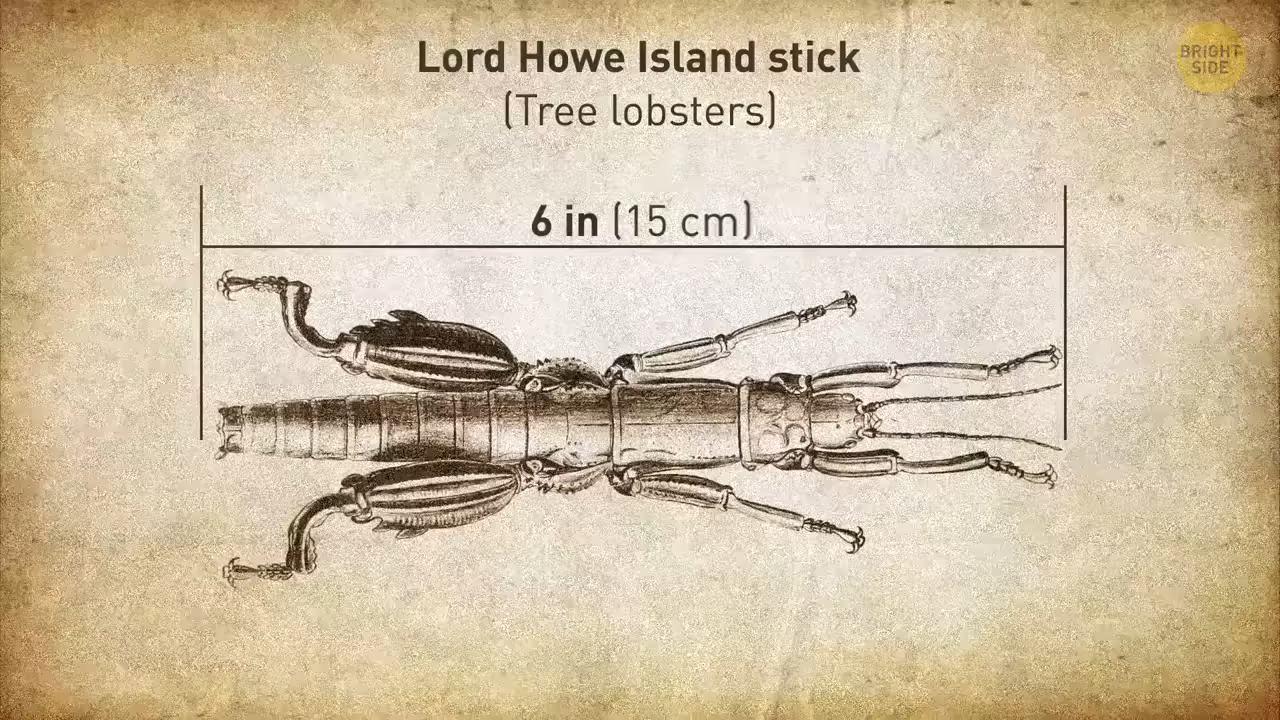 Lord Howe Island stick
(Tree lobsters)
BRIGHT
SIDE
6 in (15 cm)